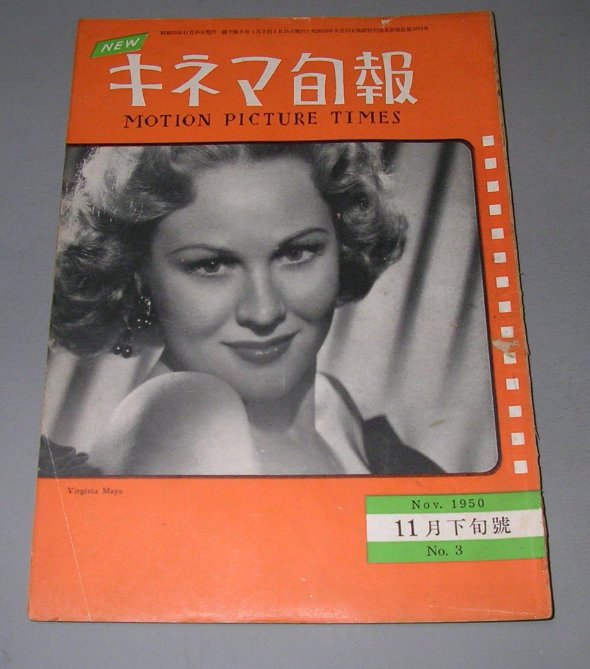 NEW
キネマ旬報
MOTION PICTURE TIMES
Virginia Mayo
Nov. 1950
11月下旬號
No. 3